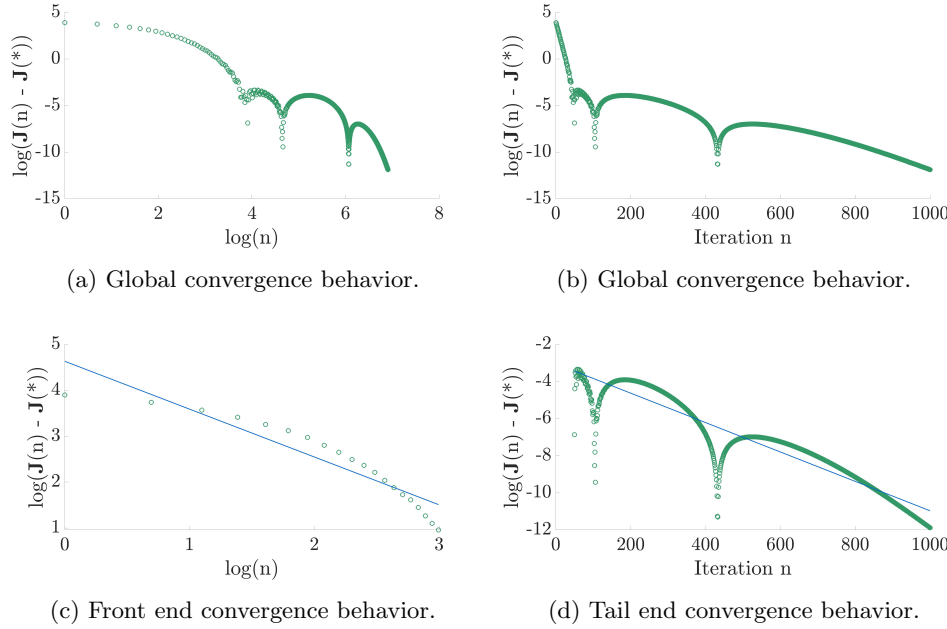 5
0
-5
-10
-15
log(J(n) - J(*))
0 2 4 6 8
log(n)
(a) Global convergence behavior.
5
0
-5
-10
-15
log(J(n) - J(*))
0 200 400 600 800 1000
Iteration n
(b) Global convergence behavior.
5
4
3
2
1
log(J(n) - J(*))
0 1 2 3
log(n)
(c) Front end convergence behavior.
-2
-4
-6
-8
-10
-12
log(J(n) - J(*))
0 200 400 600 800 1000
Iteration n
(d) Tail end convergence behavior.